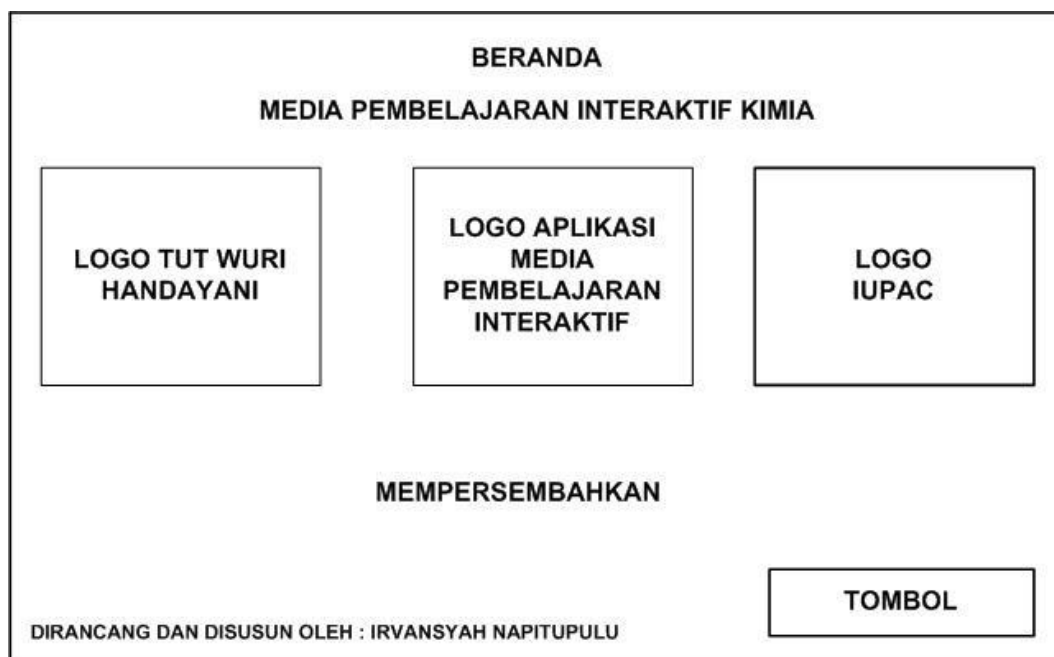 BERANDA
MEDIA PEMBELAJARAN INTERAKTIF KIMIA
LOGO TUT WURI
HANDAYANI
LOGO APLIKASI
MEDIA
PEMBELAJARAN
INTERAKTIF
LOGO
IUPAC
MEMPERSEMBAHKAN
TOMBOL
DIRANCANG DAN DISUSUN OLEH : IRVANSYAH NAPITUPULU